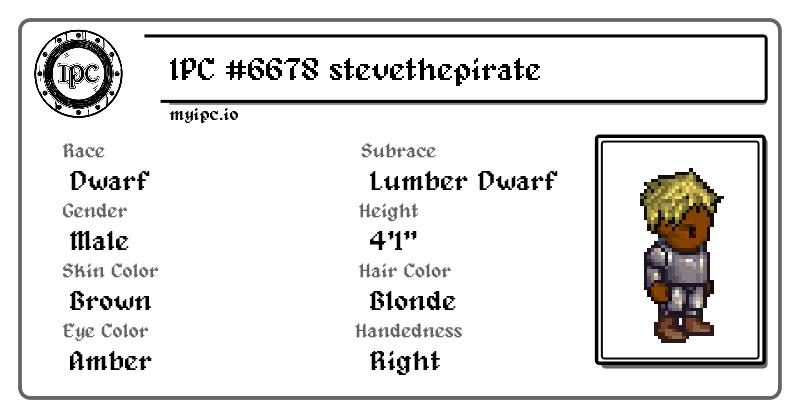 IPC
IPC #6678 stevethepirate
myipc.io
Race
Dwarf
Subrace
Lumber Dwarf
Gender
Male
Height
4'1"
Skin Color
Brown
Hair Color
Blonde
Eye Color
Amber
Handedness
Right